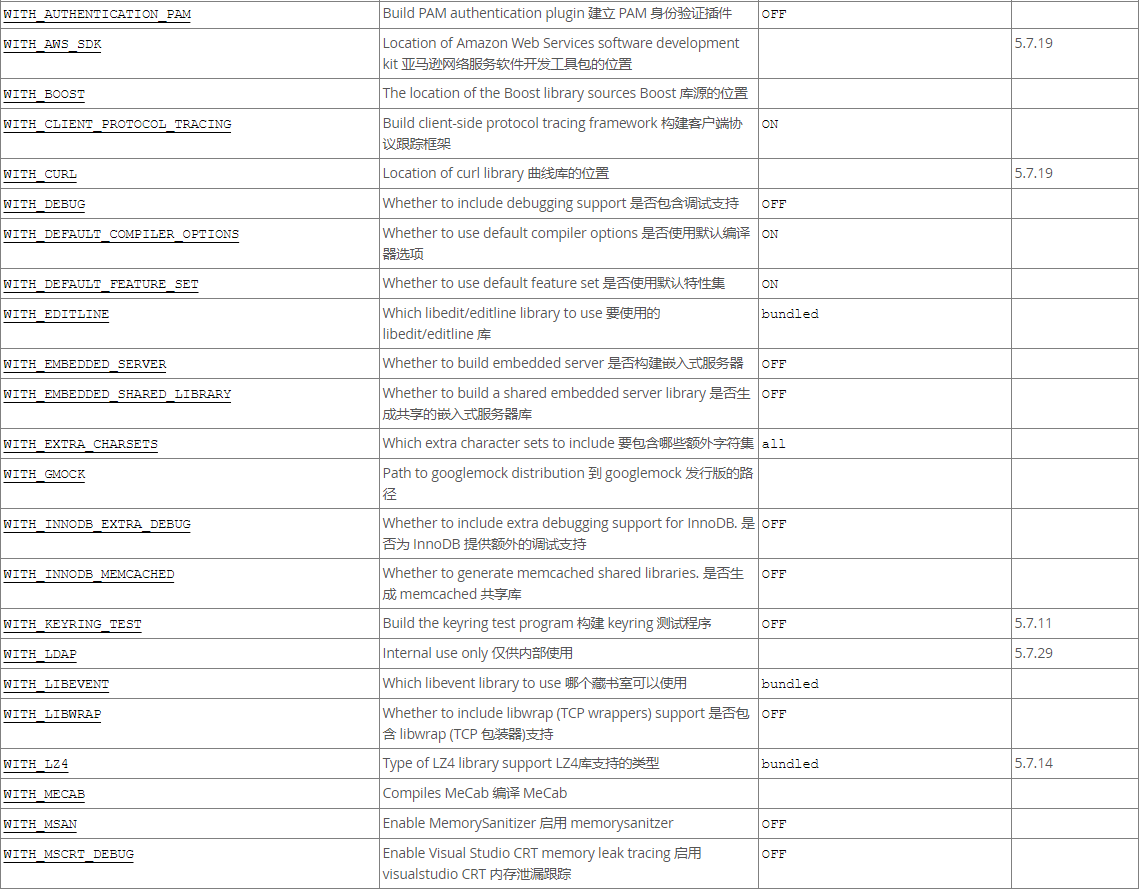 WITH_AUTHENTICATION_PAM Build PAM authentication plugin 建立 PAM 身份验证插件 OFF
WITH_AWS_SDK Location of Amazon Web Services software development 5.7.19
kit 亚马逊网络服务软件开发工具包的位置
WITH_BOOST The location of the Boost library sources Boost 库源的位置
WITH_CLIENT_PROTOCOL_TRACING Build client-side protocol tracing framework 构建客户端协 ON
议跟踪框架
WITH_CURL Location of curl library 曲线库的位置 5.7.19
WITH_DEBUG Whether to include debugging support 是否包含调试支持 OFF
WITH_DEFAULT_COMPILER_OPTIONS Whether to use default compiler options 是否使用默认编译 ON
器选项
WITH_DEFAULT_FEATURE_SET Whether to use default feature set 是否使用默认特性集 ON
WITH_EDITLINE Which libedit/editline library to use 要使用的 bundled
libedit/editline 库
WITH_EMBEDDED_SERVER Whether to build embedded server 是否构建嵌入式服务器 OFF
WITH_EMBEDDED_SHARED_LIBRARY Whether to build a shared embedded server library 是否生 OFF
成共享的嵌入式服务器库
WITH_EXTRA_CHARSETS Which extra character sets to include 要包含哪些额外字符集 all
WITH_GMOCK Path to googlemock distribution 到 googlemock 发行版的路
径
WITH_INNODB_EXTRA_DEBUG Whether to include extra debugging support for InnoDB. 是 OFF
否为 InnoDB 提供额外的调试支持
WITH_INNODB_MEMCACHED Whether to generate memcached shared libraries. 是否生 OFF
成 memcached 共享库
WITH_KEYRING_TEST Build the keyring test program 构建 keyring 测试程序 OFF 5.7.11
WITH_LDAP Internal use only 仅供内部使用 5.7.29
WITH_LIBEVENT Which libevent library to use 哪个藏书室可以使用 bundled
WITH_LIBWRAP Whether to include libwrap (TCP wrappers) support 是否包 OFF
含 libwrap (TCP 包装器)支持
WITH_LZ4 Type of LZ4 library support LZ4库支持的类型 bundled 5.7.14
WITH_MECAB Compiles MeCab 编译 MeCab
WITH_MSAN Enable MemorySanitizer 启用 memorysanitzer OFF
WITH_MSCRT_DEBUG Enable Visual Studio CRT memory leak tracing 启用 OFF
visualstudio CRT 内存泄漏跟踪